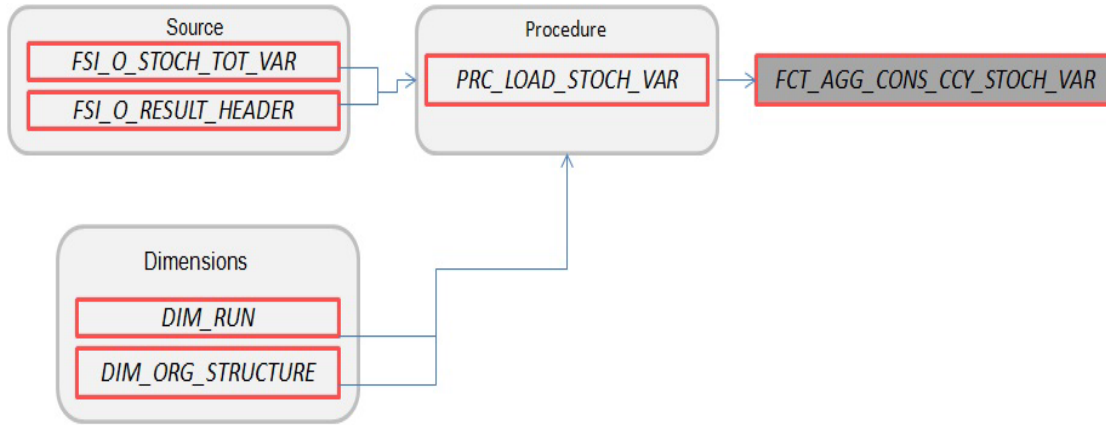 Source
FSI_O_STOCH_TOT_VAR
FSI_O_RESULT_HEADER
Procedure
PRC_LOAD_STOCH_VAR
FCT_AGG_CONS_CCY_STOCH_VAR
Dimensions
DIM_RUN
DIM_ORG_STRUCTURE